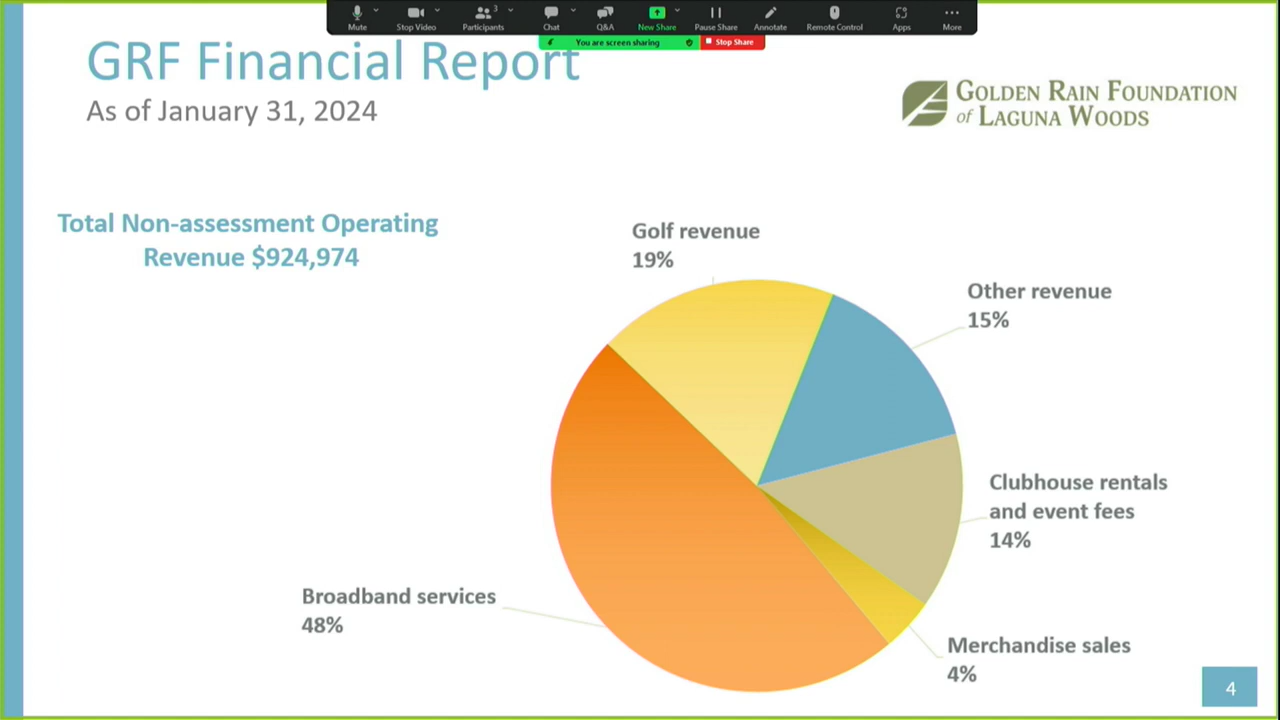 Mute
Stop Video
3
Participants
Chat
Q&A
New Share
Pause Share
Annotate
Remote Control
Apps
More
You are screen sharing
Stop Share
GRF Financial Report
As of January 31, 2024
GOLDEN RAIN FOUNDATION
of LAGUNA WOODS
Total Non-assessment Operating
Revenue $924,974
Golf revenue
19%
Other revenue
15%
Clubhouse rentals
and event fees
14%
Broadband services
48%
Merchandise sales
4%
4